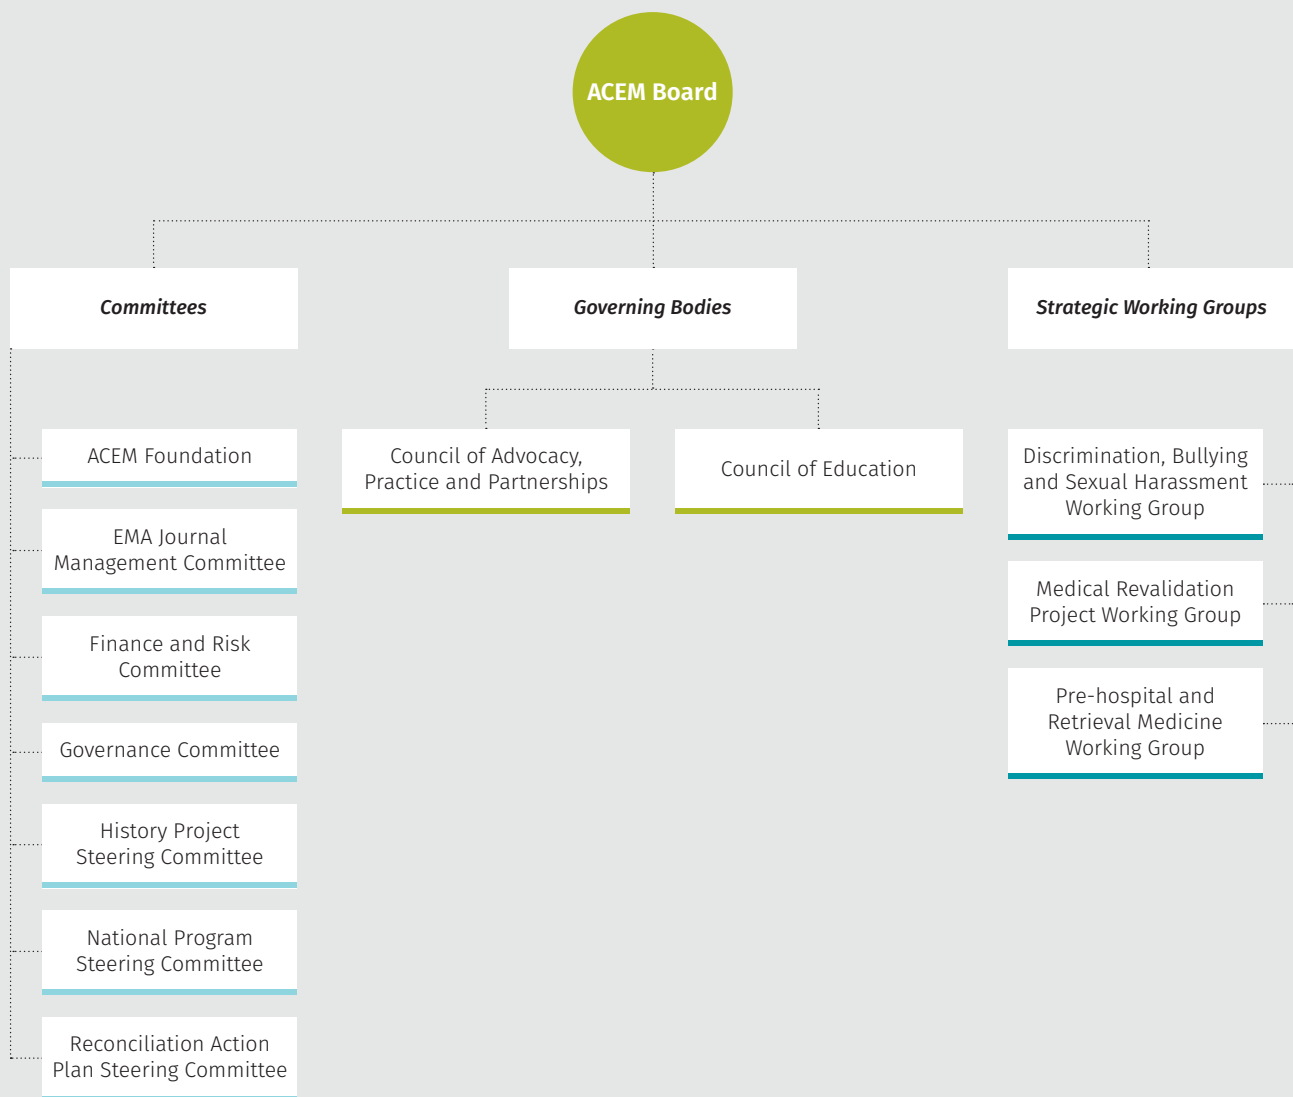 ACEM Board
Committees
Governing Bodies
Strategic Working Groups
ACEM Foundation
EMA Journal
Management Committee
Finance and Risk
Committee
Governance Committee
History Project
Steering Committee
National Program
Steering Committee
Reconciliation Action
Plan Steering Committee
Council of Advocacy,
Practice and Partnerships
Council of Education
Discrimination, Bullying
and Sexual Harassment
Working Group
Medical Revalidation
Project Working Group
Pre-hospital and
Retrieval Medicine
Working Group